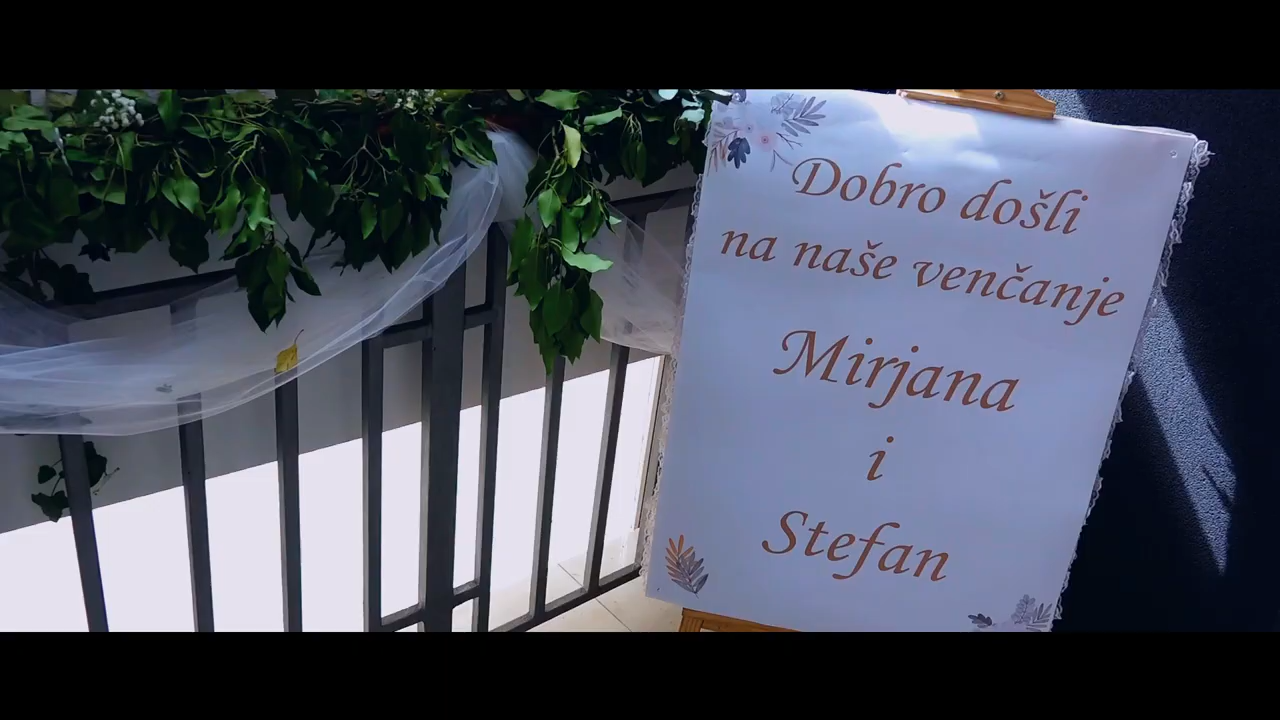 Dobro došli
na naše venčanje
Mirjana
i
Stefan